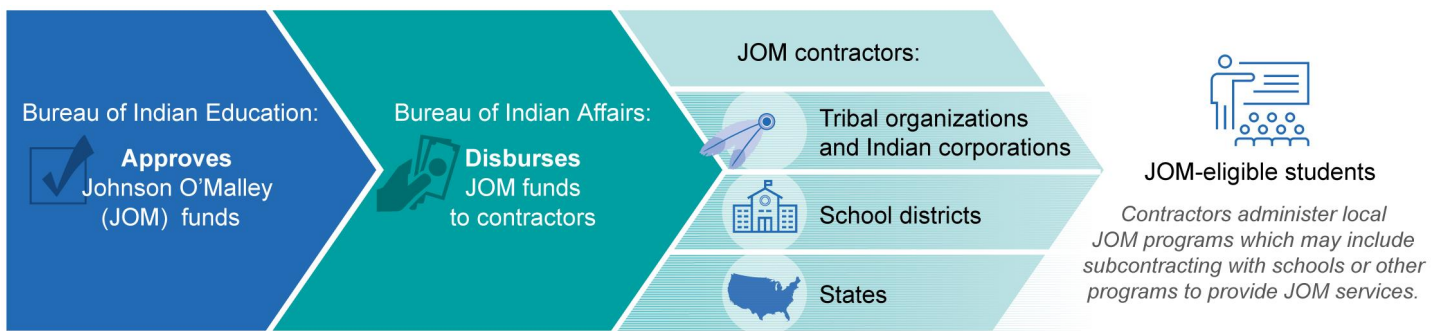 Bureau of Indian Education:
Approves
Johnson O’Malley
(JOM) funds
Bureau of Indian Affairs:
Disburses
JOM funds
to contractors
JOM contractors:
Tribal organizations
and Indian corporations
School districts
States
JOM-eligible students
Contractors administer local
JOM programs which may include
subcontracting with schools or other
programs to provide JOM services.